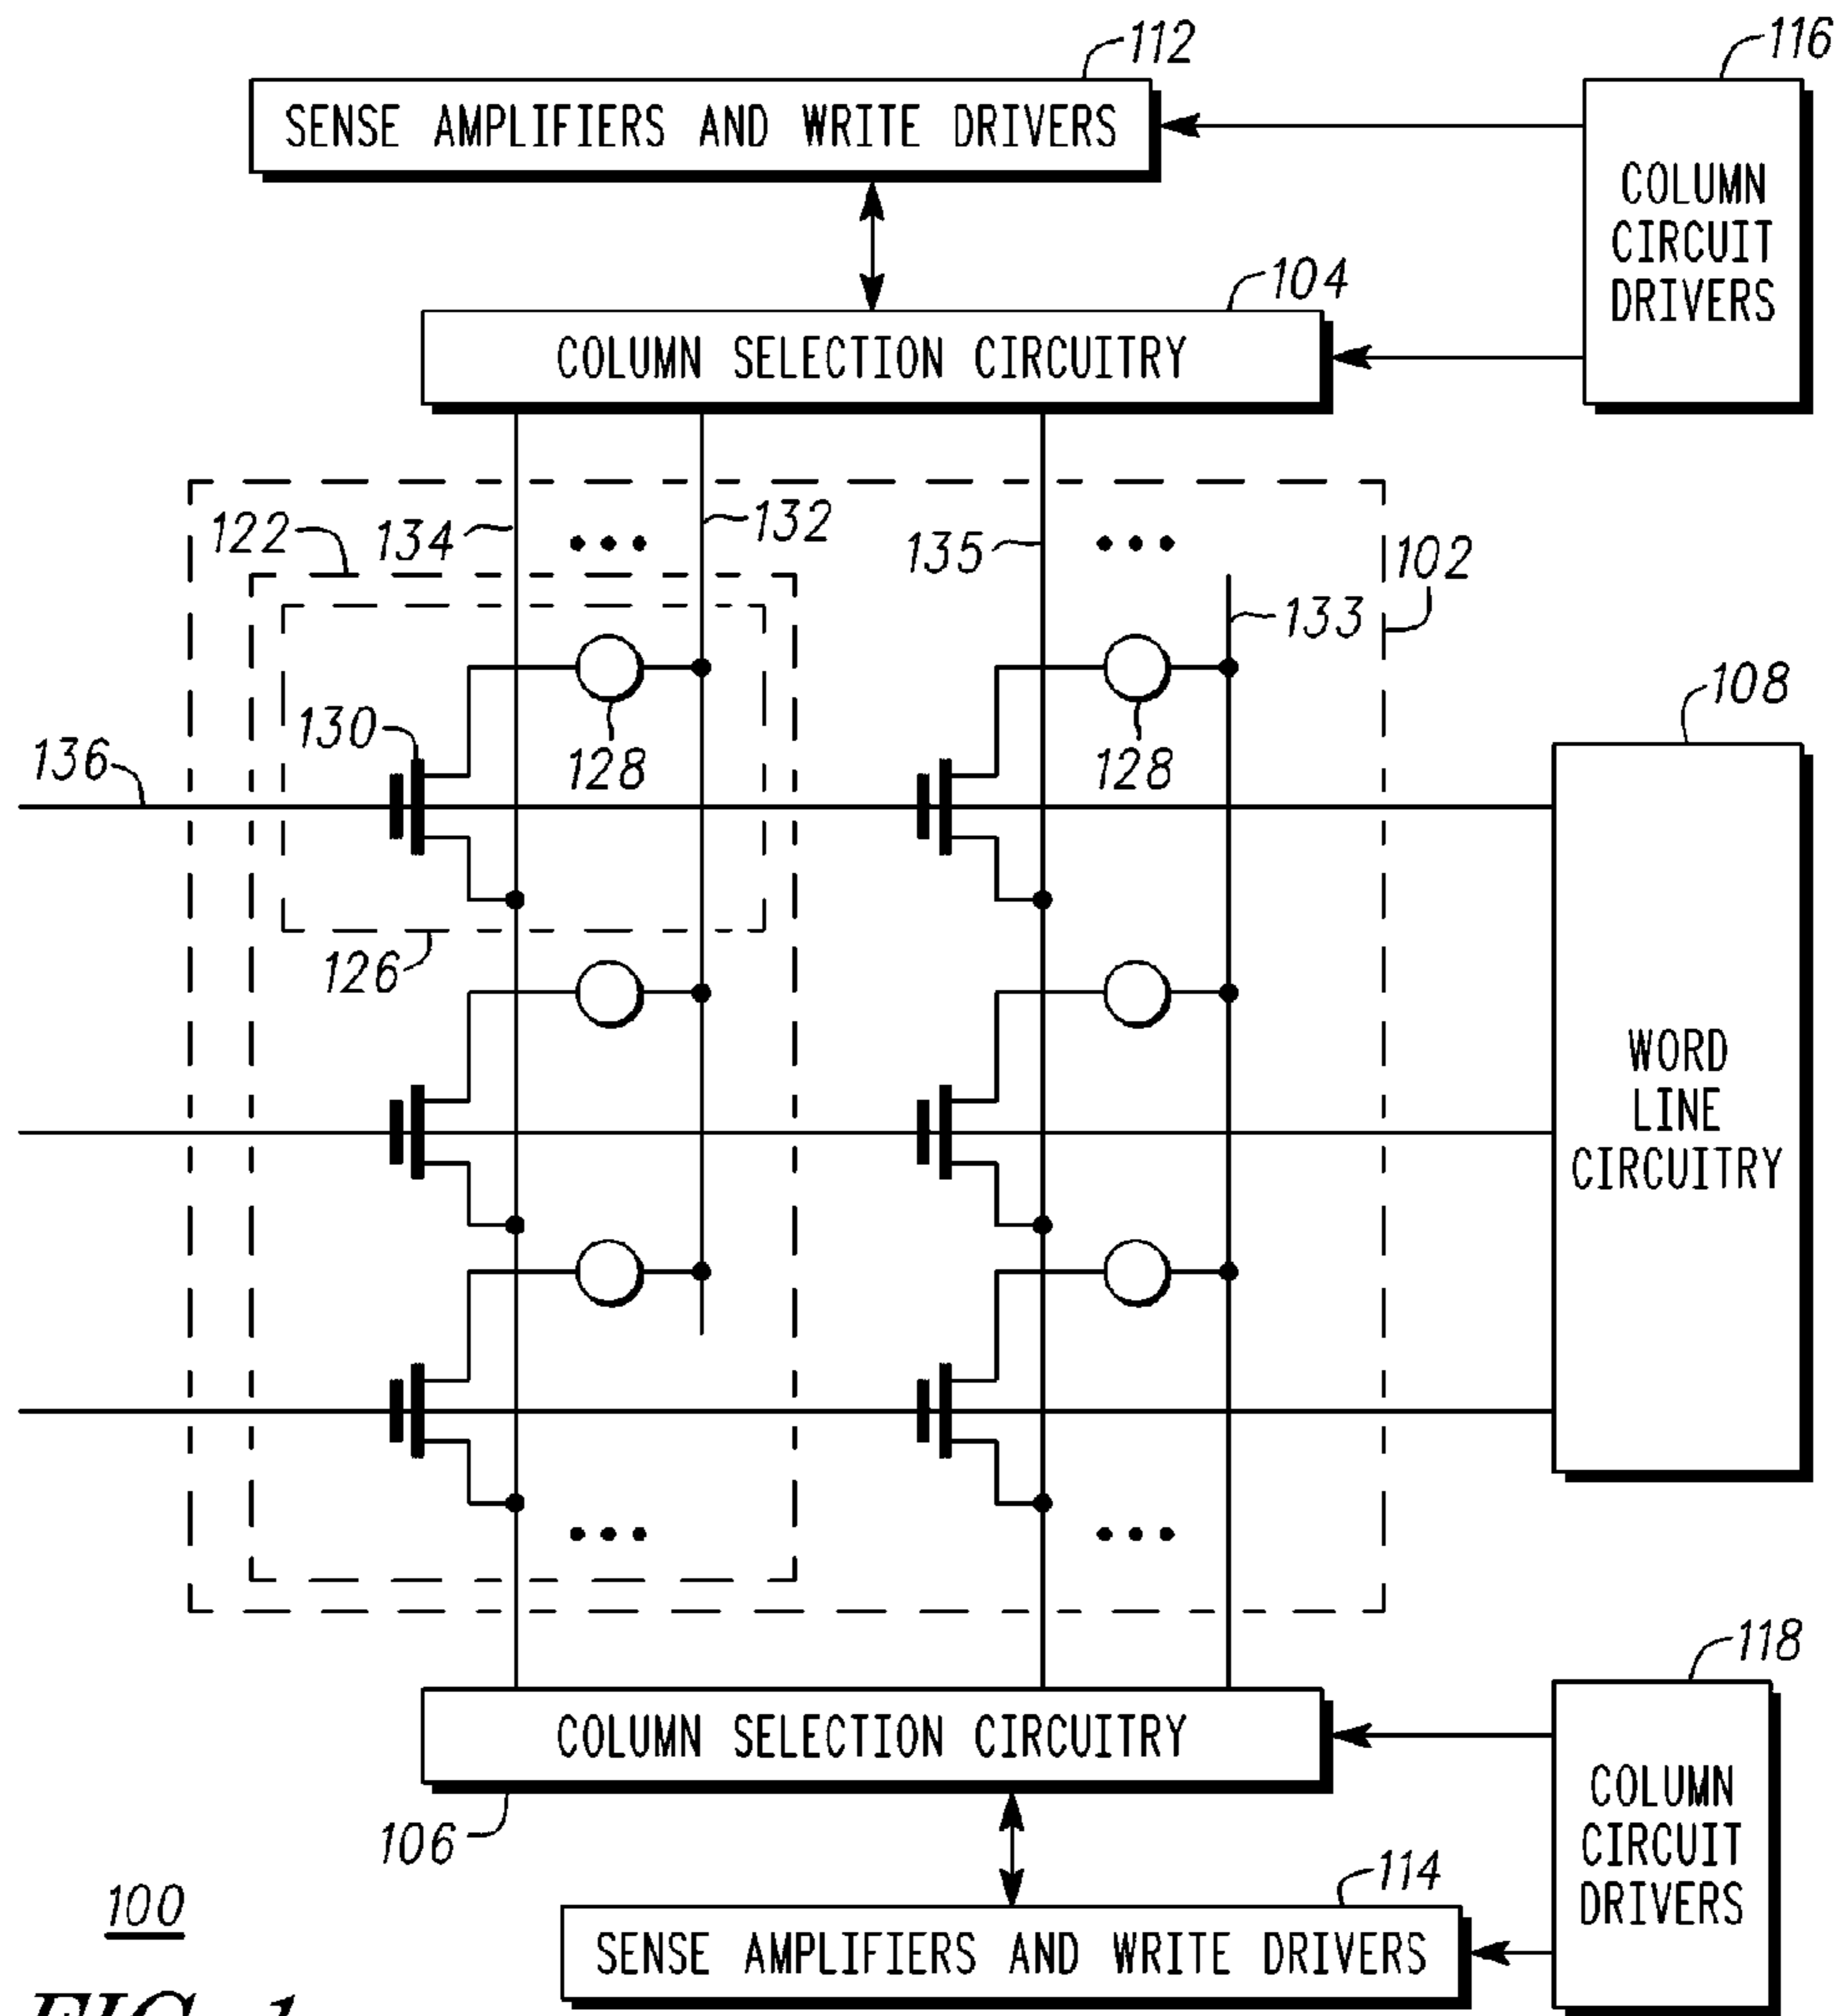 112
116
SENSE AMPLIFIERS AND WRITE DRIVERS
COLUMN
CIRCUIT
DRIVERS
104
COLUMN SELECTION CIRCUITRY
122
134
132
135
102
133
108
130
136
128
128
126
WORD
LINE
CIRCUITRY
118
COLUMN SELECTION CIRCUITRY
COLUMN
CIRCUIT
DRIVERS
106
114
100
SENSE AMPLIFIERS AND WRITE DRIVERS
FIG. 1